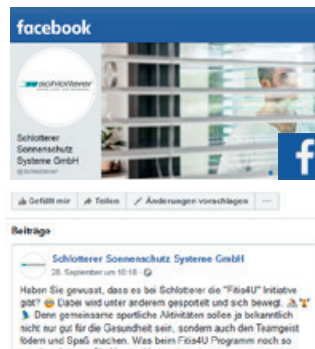 facebook
schlotterer
Schlotterer
Sonnenschutz
Systeme GmbH
@Schlotterer
f
Gefällt mir Teilen Änderungen vorschlagen ...
Beiträge
Schlotterer Sonnenschutz Systeme GmbH
28. September um 10:18 ·
Haben Sie gewusst, dass es bei Schlotterer die "Fitis4U" Initiative
gibt? 😀 Dabei wird unter anderem gesportelt und sich bewegt.
Denn gemeinsame sportliche Aktivitäten sollen ja bekanntlich
nicht nur gut für die Gesundheit sein, sondern auch den Teamgeist
födern und Spaß machen. Was beim Fitis4U Programm noch so